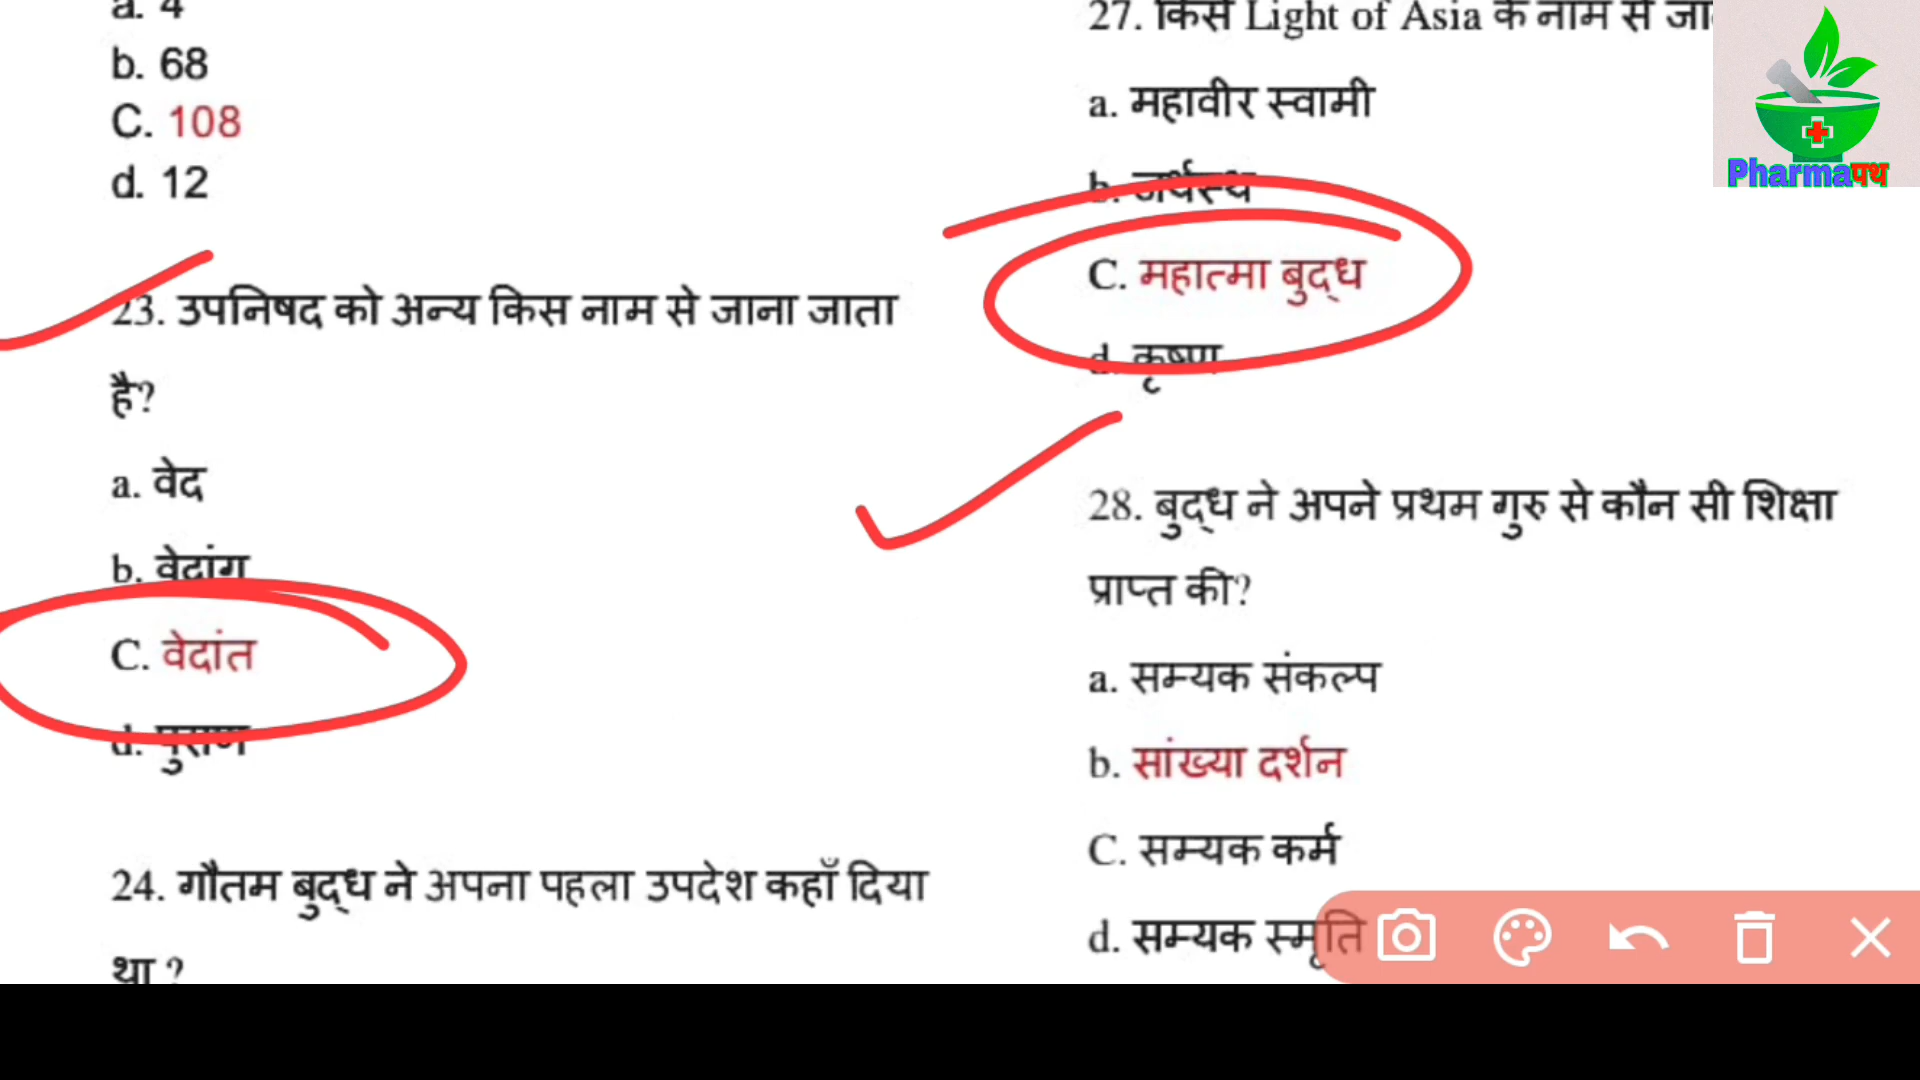 a. 4
b. 68
C. 108
d. 12
23. उपनिषद को अन्य किस नाम से जाना जाता
है?
a. वेद
b. वेदांग
C. वेदांत
d. पुराण
24. गौतम बुद्ध ने अपना पहला उपदेश कहाँ दिया
था ?
27. किसे Light of Asia के नाम से
a. महावीर स्वामी
b.
C. महात्मा बुद्ध
d. कृष्ण
28. बुद्ध ने अपने प्रथम गुरु से कौन सी शिक्षा
प्राप्त की?
a. सम्यक संकल्प
b. सांख्या दर्शन
C. सम्यक कर्म
d. सम्यक स्मृति
Pharmaपथ